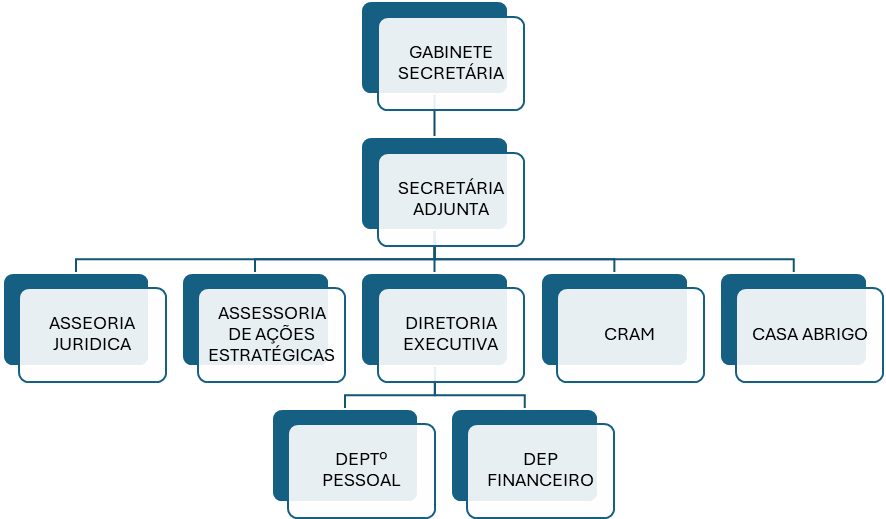 GABINETE
SECRETÁRIA
SECRETÁRIA
ADJUNTA
ASSEORIA
JURIDICA
ASSESSORIA
DE AÇÕES
ESTRATÉGICAS
DIRETORIA
EXECUTIVA
CRAM
CASA ABRIGO
DEPTº
PESSOAL
DEP
FINANCEIRO